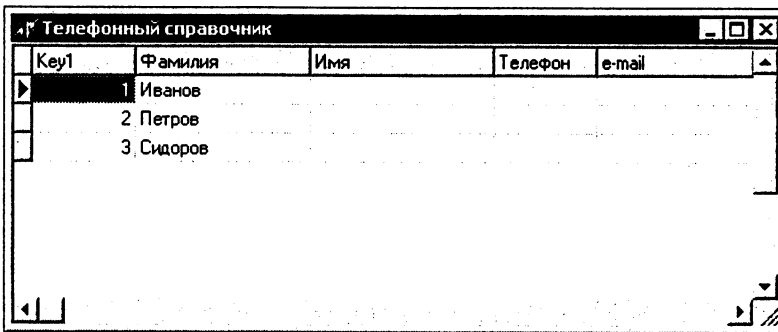 Телефонный справочник
Key1 Фамилия Имя Телефон e-mail
1 Иванов
2 Петров
3 Сидоров